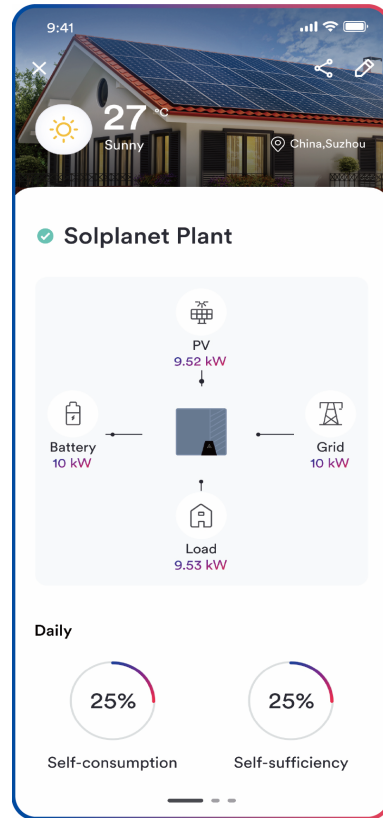 9:41
27 °C
Sunny
China,Suzhou
Solplanet Plant
PV
9.52 kW
Battery
10 kW
Grid
10 kW
Load
9.53 kW
Daily
25%
25%
Self-consumption
Self-sufficiency